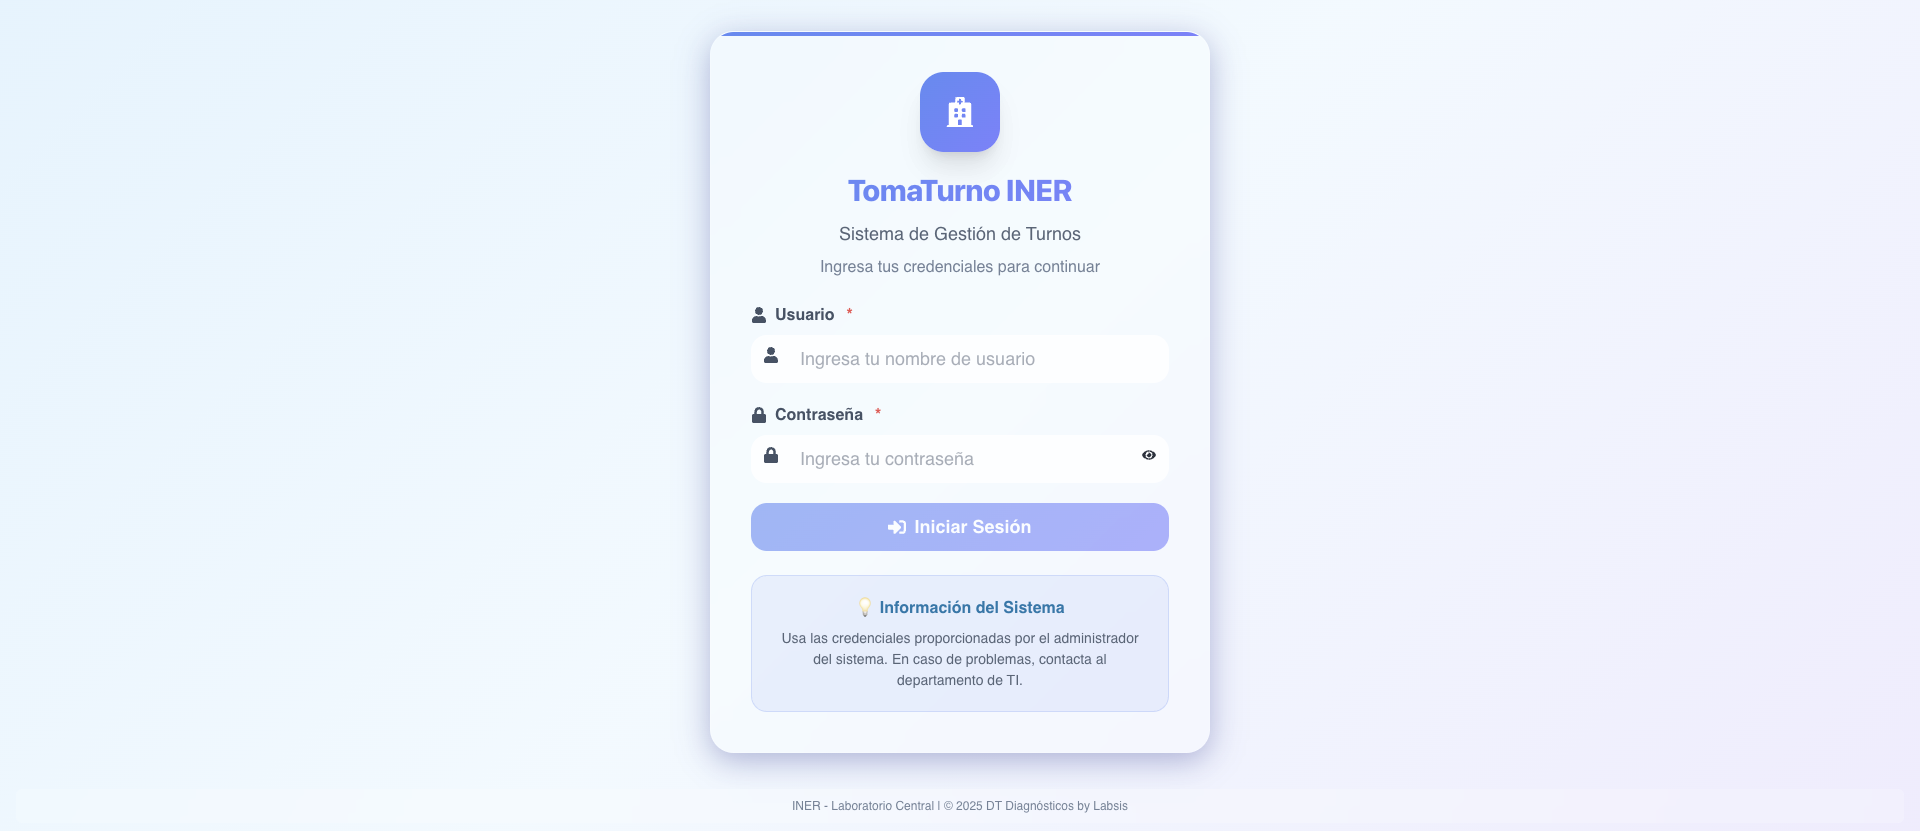 TomaTurno INER
Sistema de Gestión de Turnos
Ingresa tus credenciales para continuar
Usuario *
Ingresa tu nombre de usuario
Contraseña *
Ingresa tu contraseña
Iniciar Sesión
💡 Información del Sistema
Usa las credenciales proporcionadas por el administrador
del sistema. En caso de problemas, contacta al
departamento de TI.
INER - Laboratorio Central | © 2025 DT Diagnósticos by Labsis